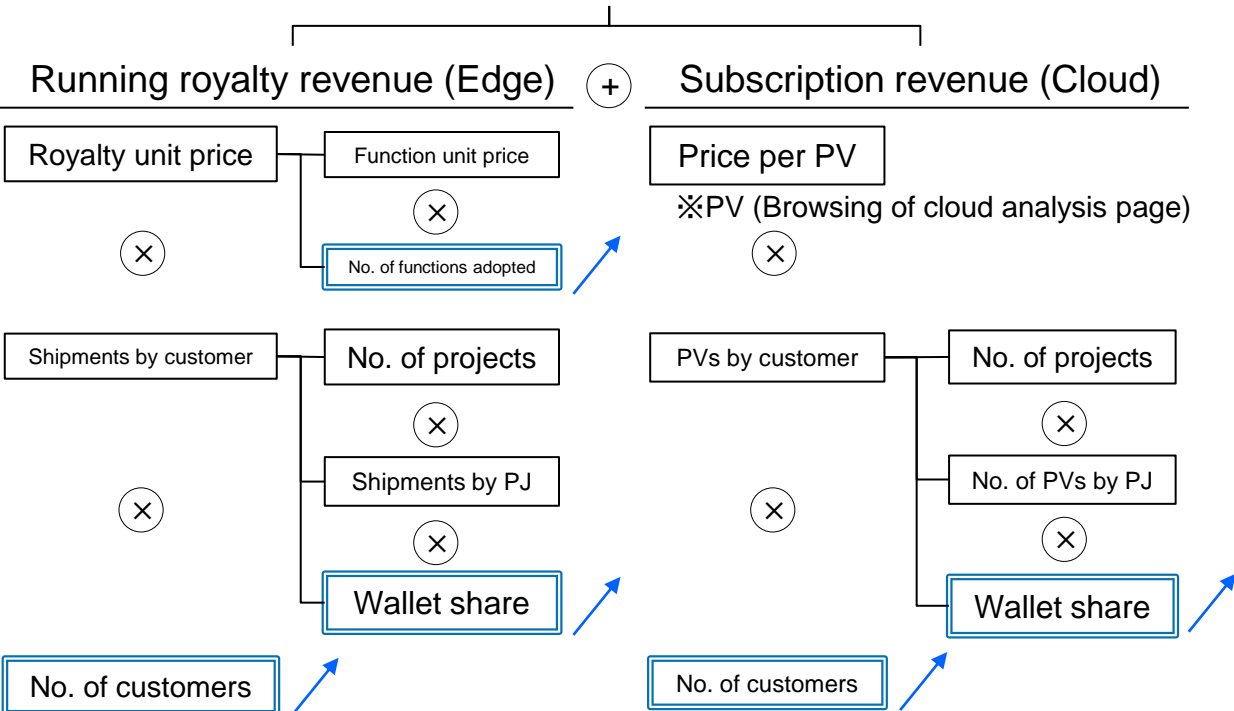 Running royalty revenue (Edge)
+
Subscription revenue (Cloud)
Royalty unit price
Function unit price
×
No. of functions adopted
×
Shipments by customer
No. of projects
×
Shipments by PJ
×
Wallet share
×
No. of customers
Price per PV
※PV (Browsing of cloud analysis page)
×
PVs by customer
No. of projects
×
No. of PVs by PJ
×
Wallet share
×
No. of customers